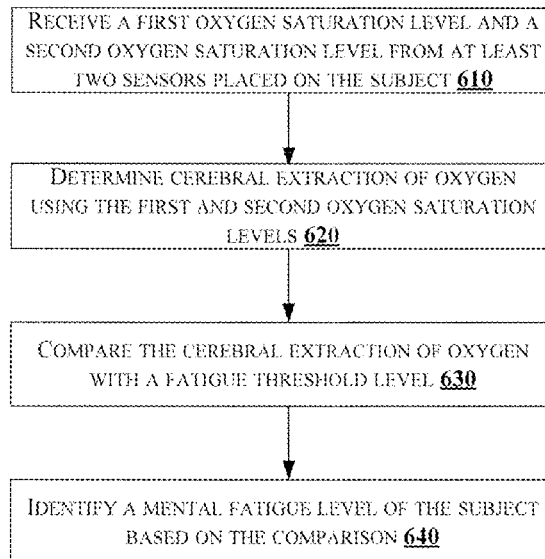 RECEIVE A FIRST OXYGEN SATURATION LEVEL AND A
SECOND OXYGEN SATURATION LEVEL FROM AT LEAST
TWO SENSORS PLACED ON THE SUBJECT 610
DETERMINE CEREBRAL EXTRACTION OF OXYGEN
USING THE FIRST AND SECOND OXYGEN SATURATION
LEVELS 620
COMPARE THE CEREBRAL EXTRACTION OF OXYGEN
WITH A FATIGUE THRESHOLD LEVEL 630
IDENTIFY A MENTAL FATIGUE LEVEL OF THE SUBJECT
BASED ON THE COMPARISON 640